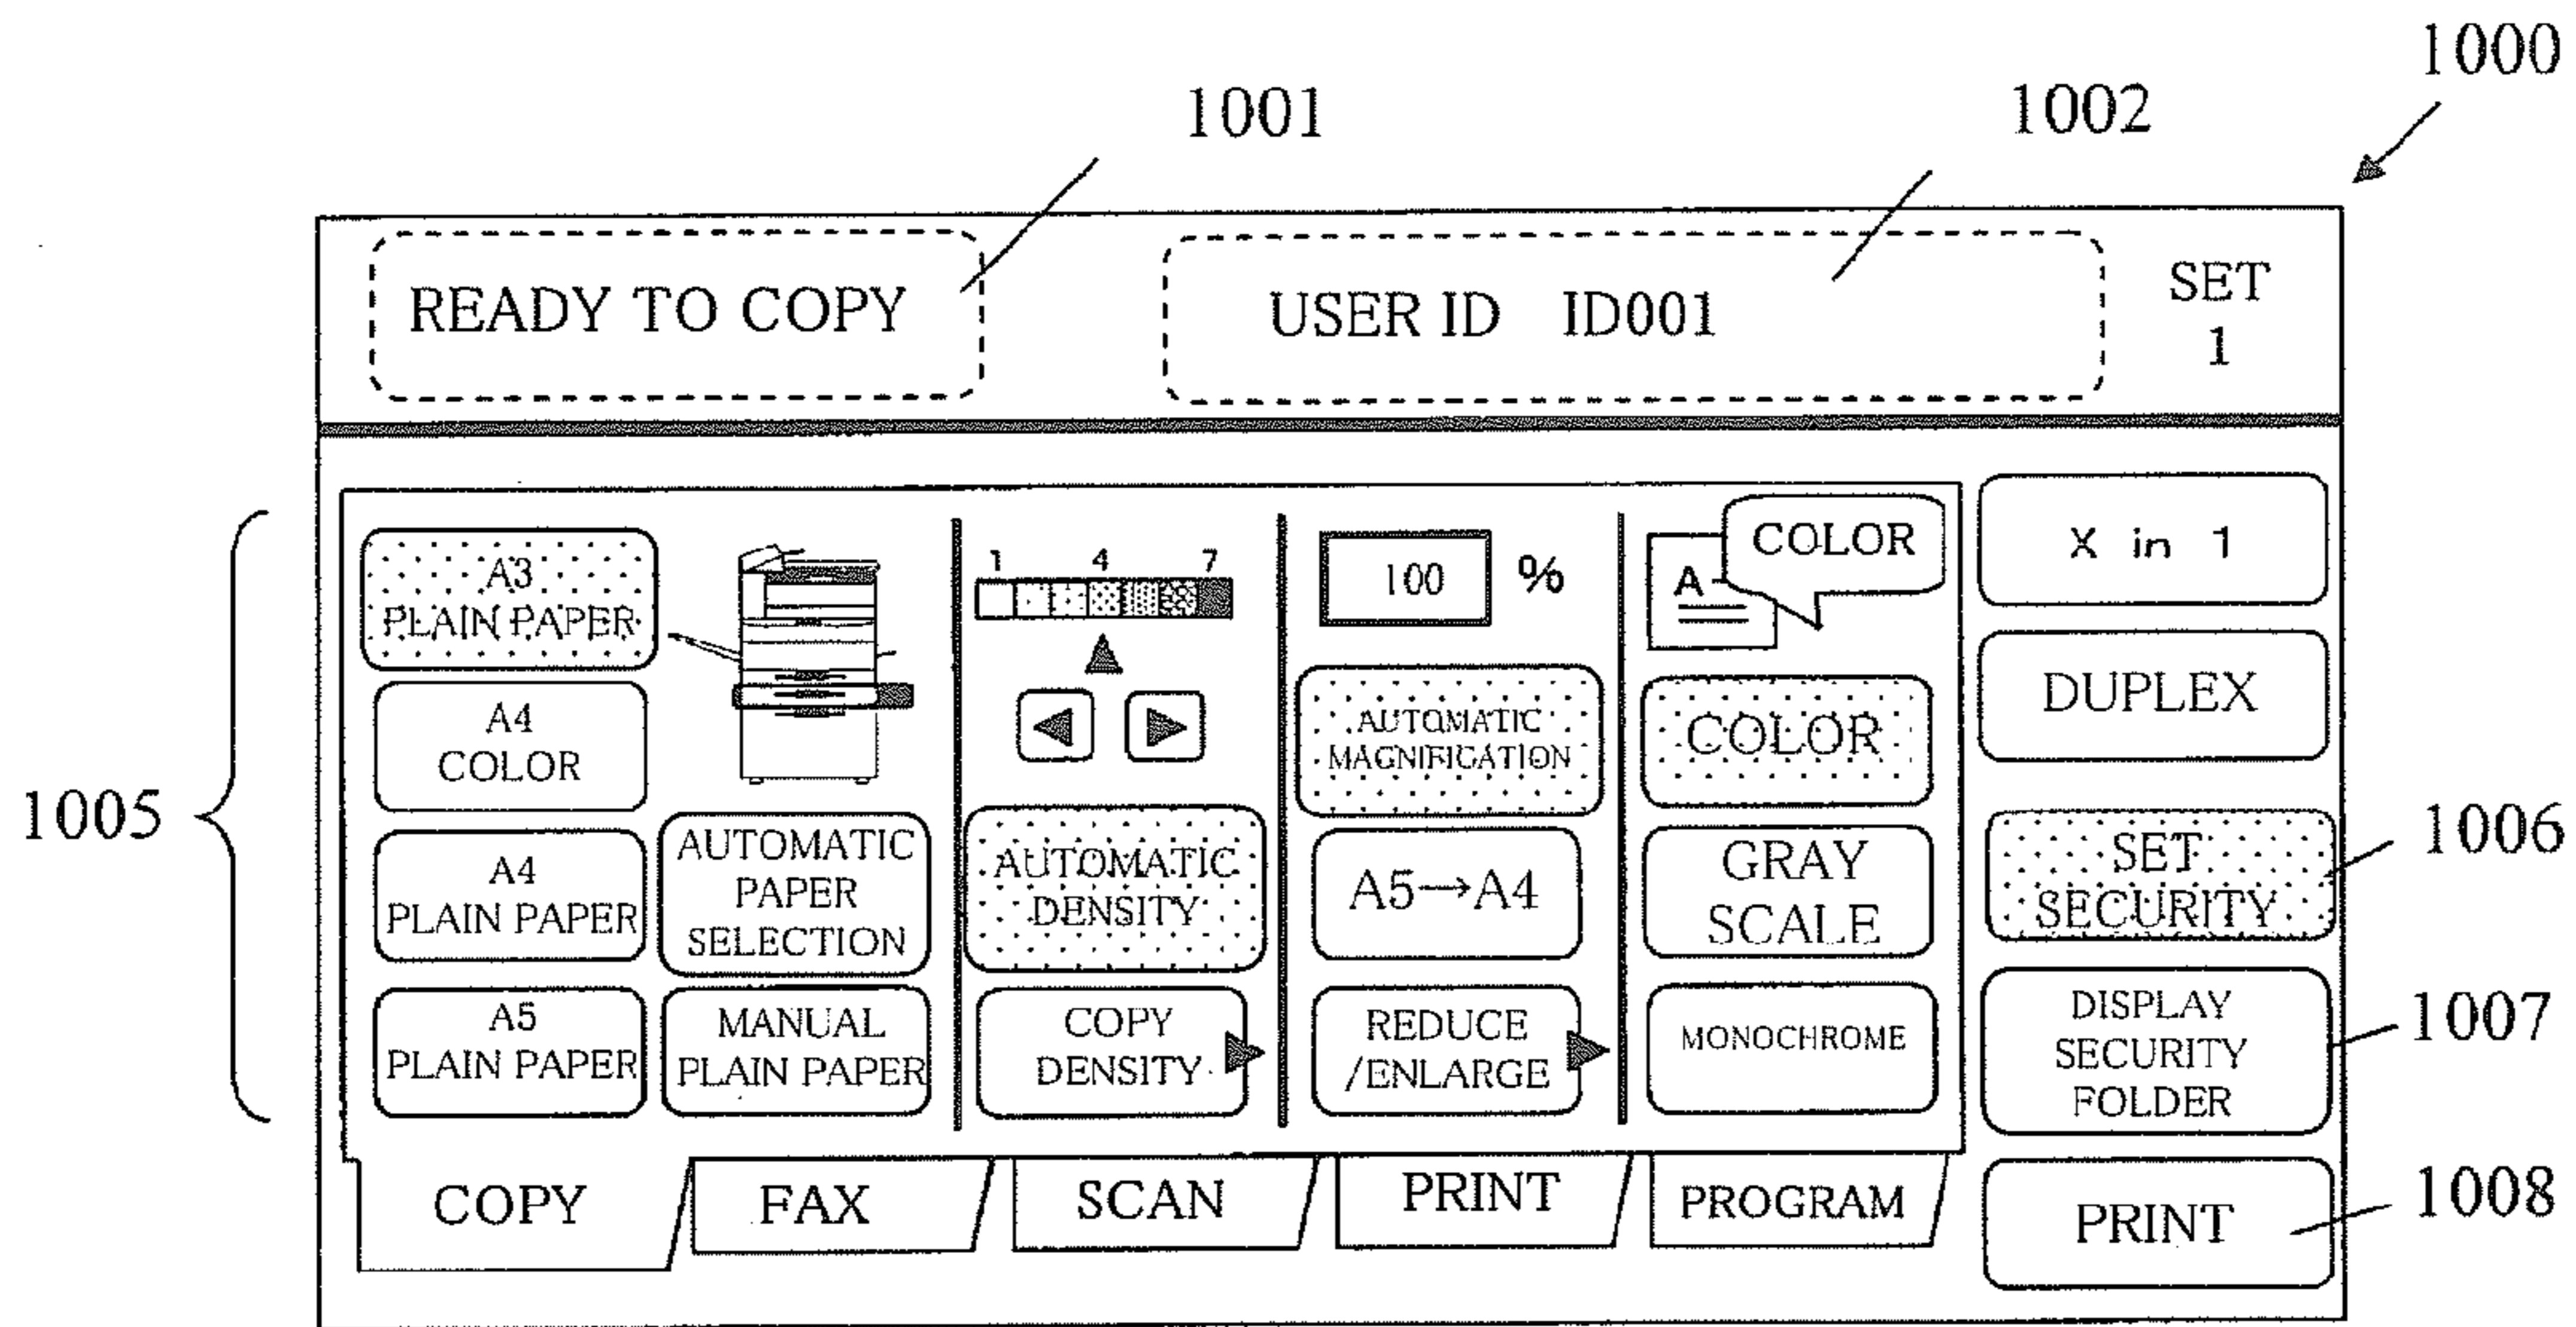 1000
1001
1002
READY TO COPY
USER ID ID001
SET
1
1005
A3
PLAIN PAPER
A4
COLOR
A4
PLAIN PAPER
A5
PLAIN PAPER
AUTOMATIC
PAPER
SELECTION
MANUAL
PLAIN PAPER
1 4 7
AUTOMATIC
DENSITY
COPY
DENSITY
100 %
AUTOMATIC
MAGNIFICATION
A5→A4
REDUCE
/ENLARGE
A
COLOR
COLOR
GRAY
SCALE
MONOCHROME
X in 1
DUPLEX
SET
SECURITY
1006
DISPLAY
SECURITY
FOLDER
1007
PRINT
1008
COPY
FAX
SCAN
PRINT
PROGRAM